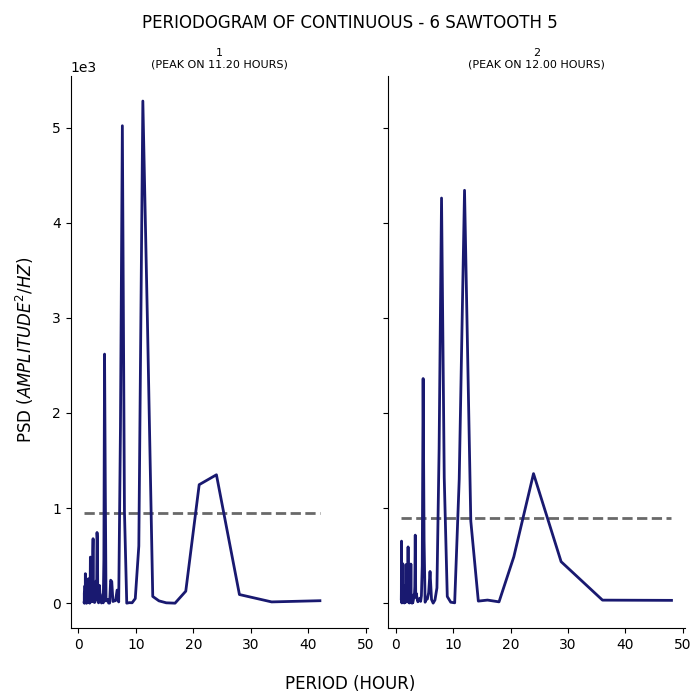 PERIODOGRAM OF CONTINUOUS - 6 SAWTOOTH 5
1
(PEAK ON 11.20 HOURS)
2
(PEAK ON 12.00 HOURS)
1e3
5
4
3
2
1
0
PSD (AMPLITUDE²/HZ)
0 10 20 30 40 50
0 10 20 30 40 50
PERIOD (HOUR)